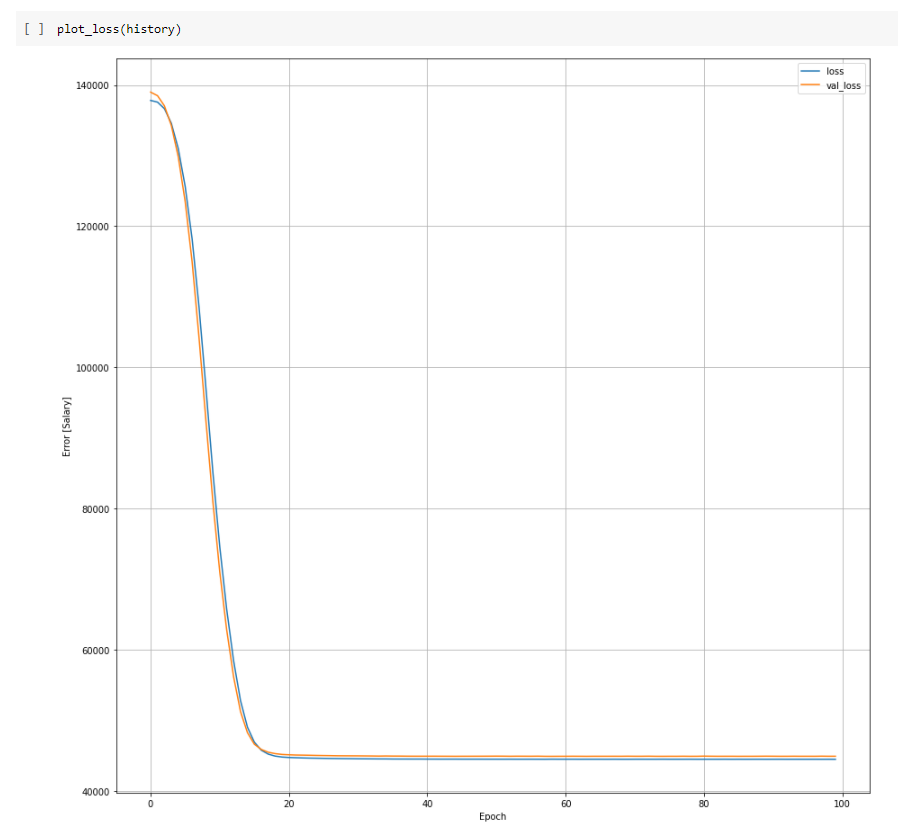 [ ] plot_loss(history)
loss
val_loss
140000
120000
100000
80000
60000
40000
Error [Salary]
0 20 40 60 80 100
Epoch